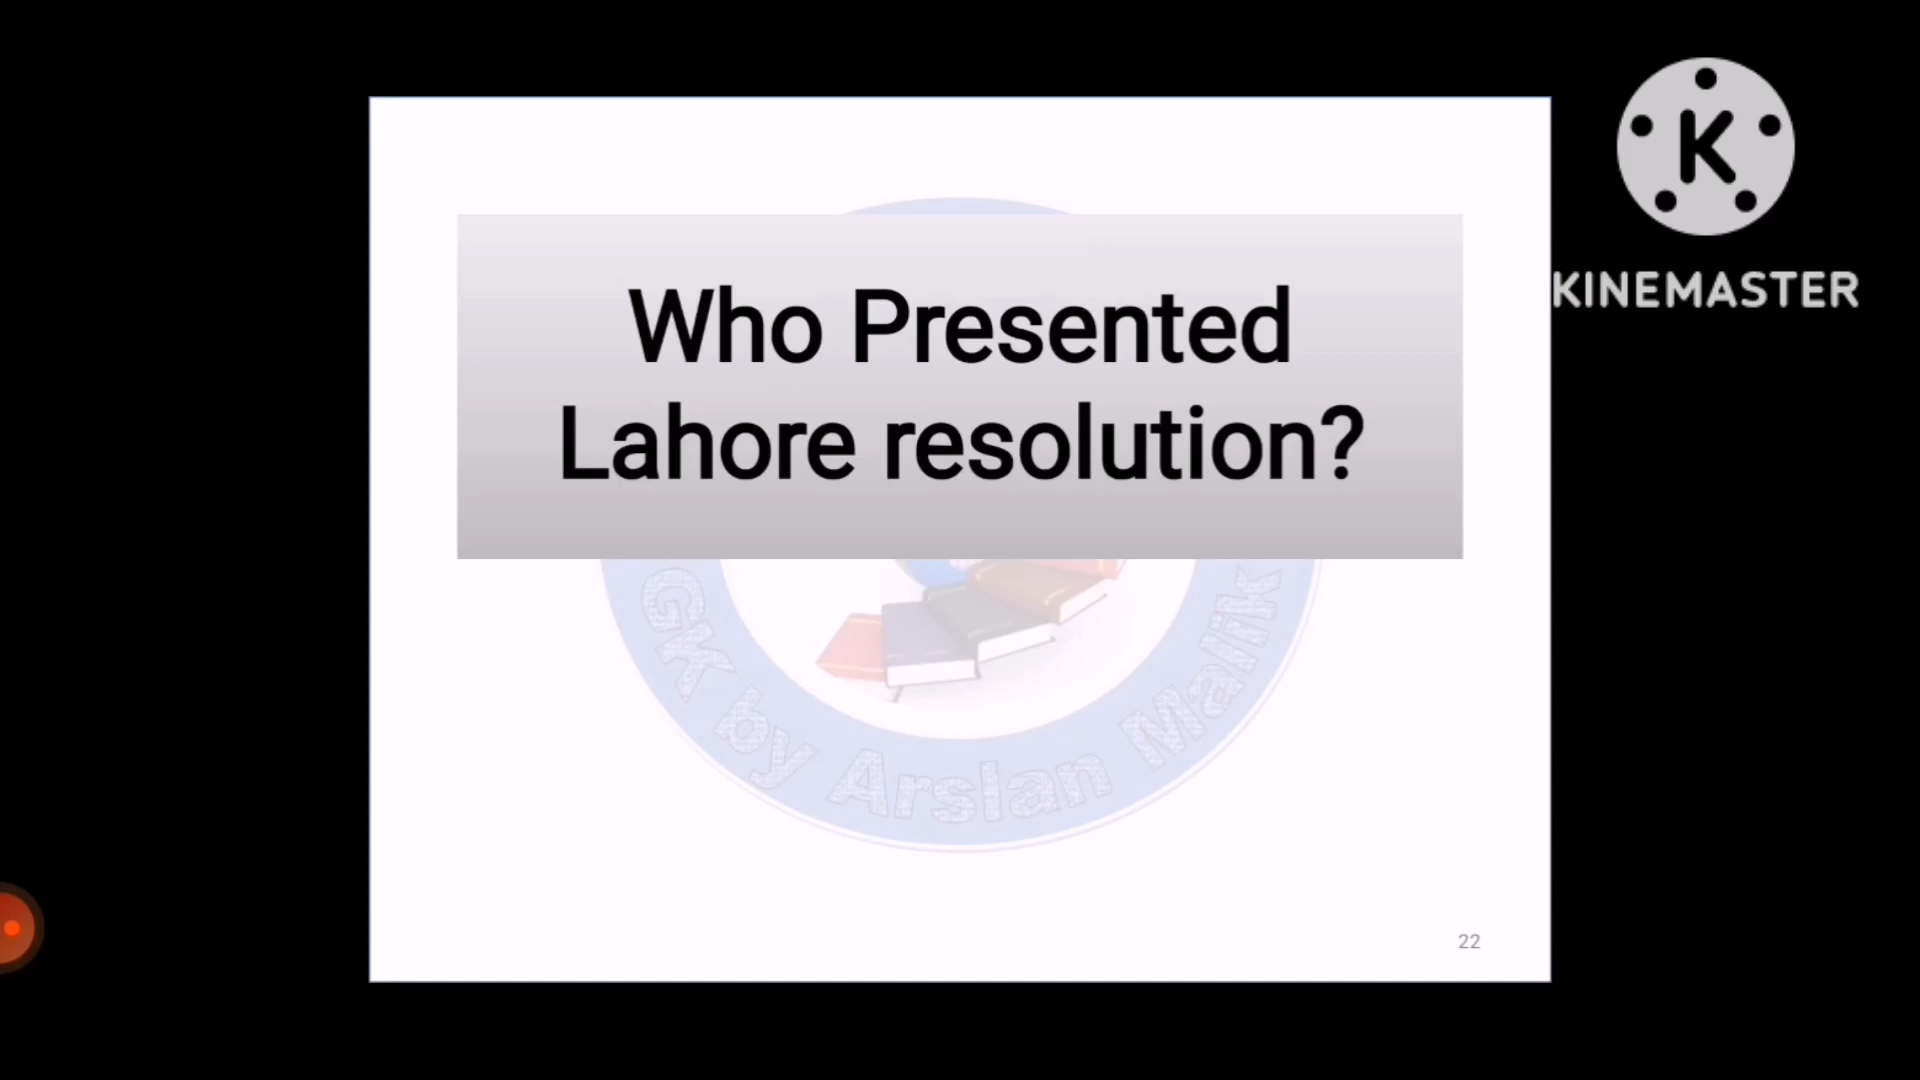 K
KINEMASTER
Who Presented
Lahore resolution?
GK by Arslan Malik
22